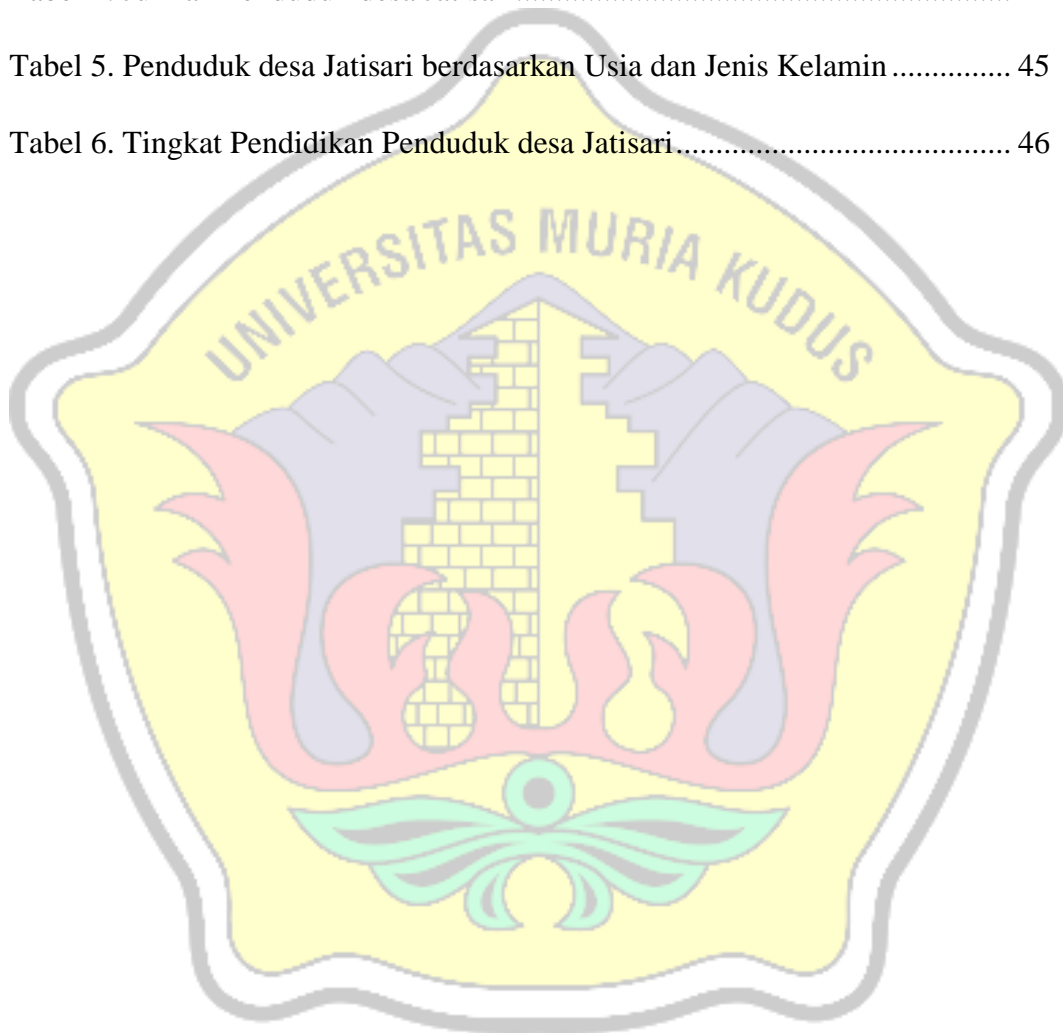 Tabel 5. Penduduk desa Jatisari berdasarkan Usia dan Jenis Kelamin ............... 45
Tabel 6. Tingkat Pendidikan Penduduk desa Jatisari.......................................... 46
UNIVERSITAS MURIA KUDUS